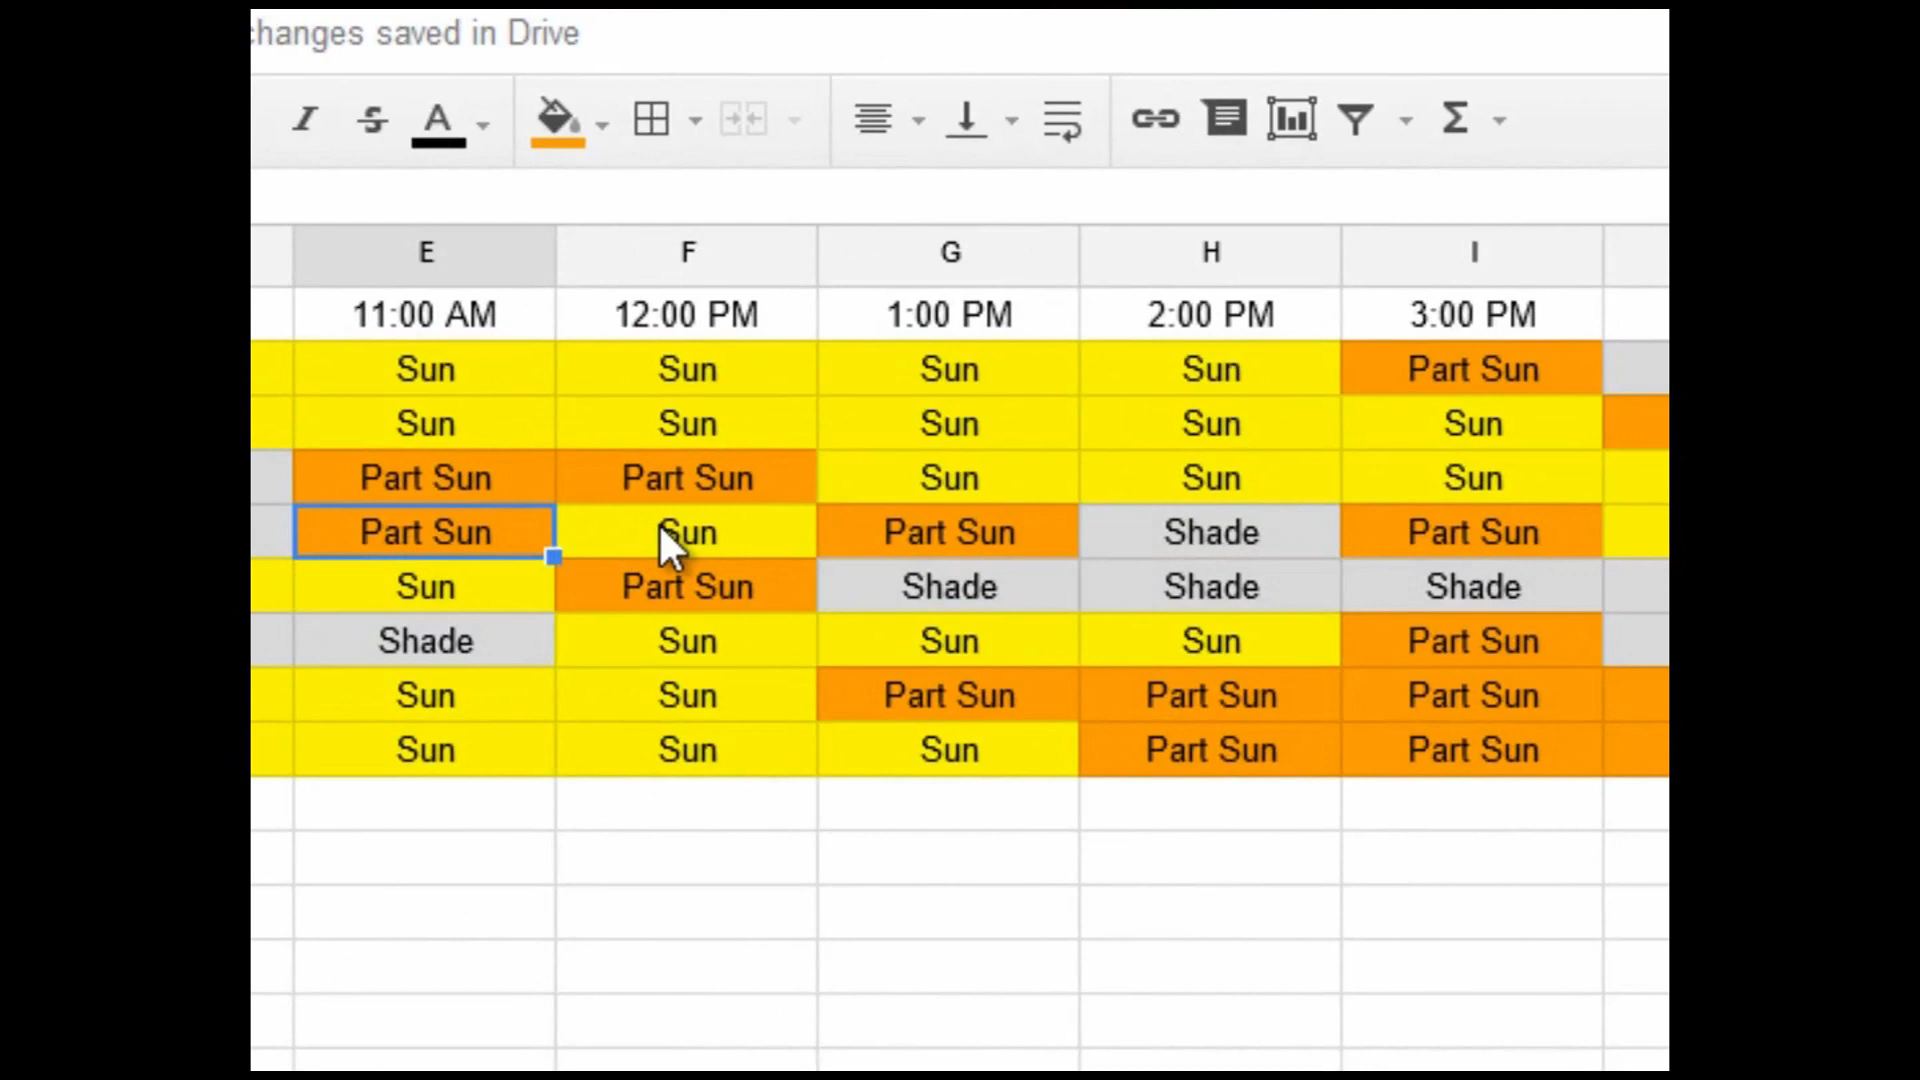 changes saved in Drive
A Σ
E F G H I
11:00 AM 12:00 PM 1:00 PM 2:00 PM 3:00 PM
Sun Sun Sun Sun Part Sun
Sun Sun Sun Sun Sun
Part Sun Part Sun Sun Sun Sun
Part Sun Sun Part Sun Shade Part Sun
Sun Part Sun Shade Shade Shade
Shade Sun Sun Sun Part Sun
Sun Sun Part Sun Part Sun Part Sun
Sun Sun Sun Part Sun Part Sun